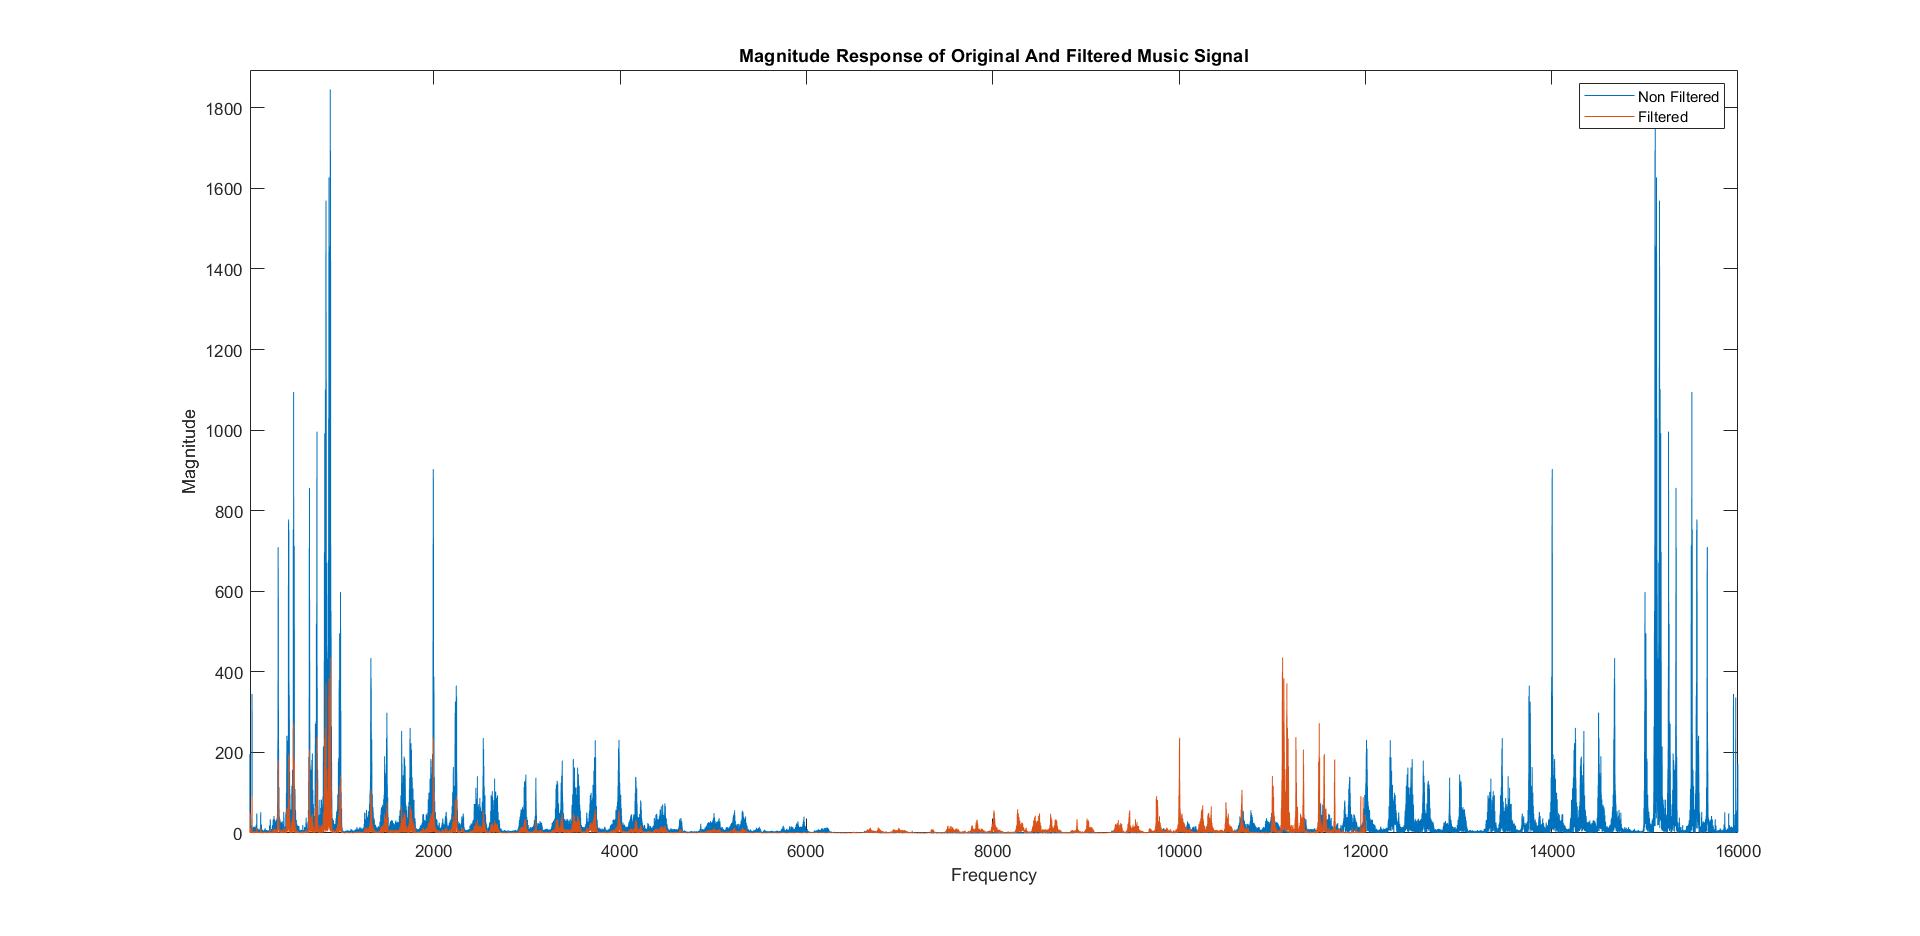 Magnitude Response of Original And Filtered Music Signal
Non Filtered
Filtered
1800
1600
1400
1200
1000
800
600
400
200
0
Magnitude
2000 4000 6000 8000 10000 12000 14000 16000
Frequency